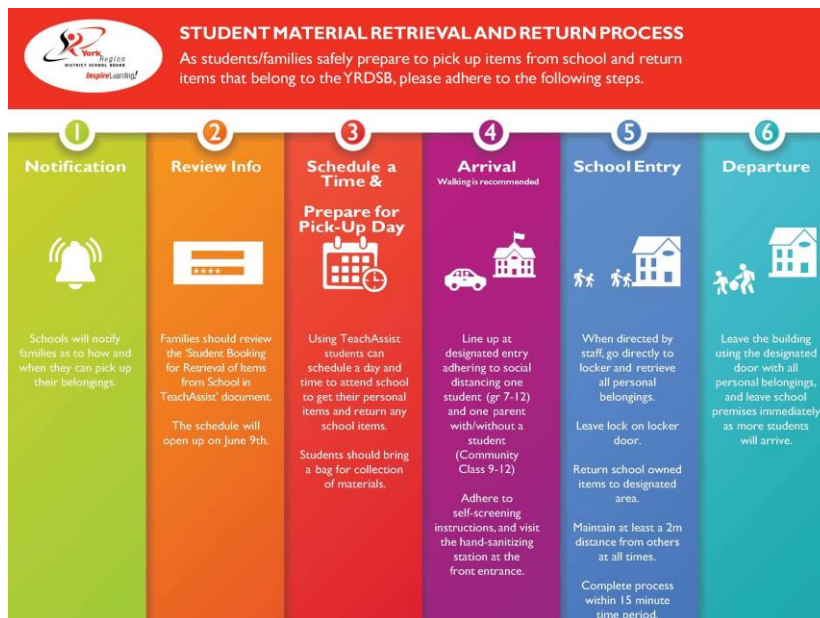 York
Region
DISTRICT SCHOOL BOARD
InspireLearning!
STUDENT MATERIAL RETRIEVAL AND RETURN PROCESS
As students/families safely prepare to pick up items from school and return
items that belong to the YRDSB, please adhere to the following steps.
1
Notification
Schools will notify
families as to how and
when they can pick up
their belongings.
2
Review Info
****
Families should review
the 'Student Booking
for Retrieval of Items
from School in
TeachAssist' document.
The schedule will
open up on June 9th.
3
Schedule a
Time &
Prepare for
Pick-Up Day
Using TeachAssist
students can
schedule a day and
time to attend school
to get their personal
items and return any
school items.
Students should bring
a bag for collection
of materials.
4
Arrival
Walking is recommended
Line up at
designated entry
adhering to social
distancing one
student (gr 7-12)
and one parent
with/without a
student
(Community
Class 9-12)
Adhere to
self-screening
instructions, and visit
the hand-sanitizing
station at the
front entrance.
5
School Entry
When directed by
staff, go directly to
locker and retrieve
all personal
belongings.
Leave lock on locker
door.
Return school owned
items to designated
area.
Maintain at least a 2m
distance from others
at all times.
Complete process
within 15 minute
time period.
6
Departure
Leave the building
using the designated
door with all
personal belongings,
and leave school
premises immediately
as more students
will arrive.